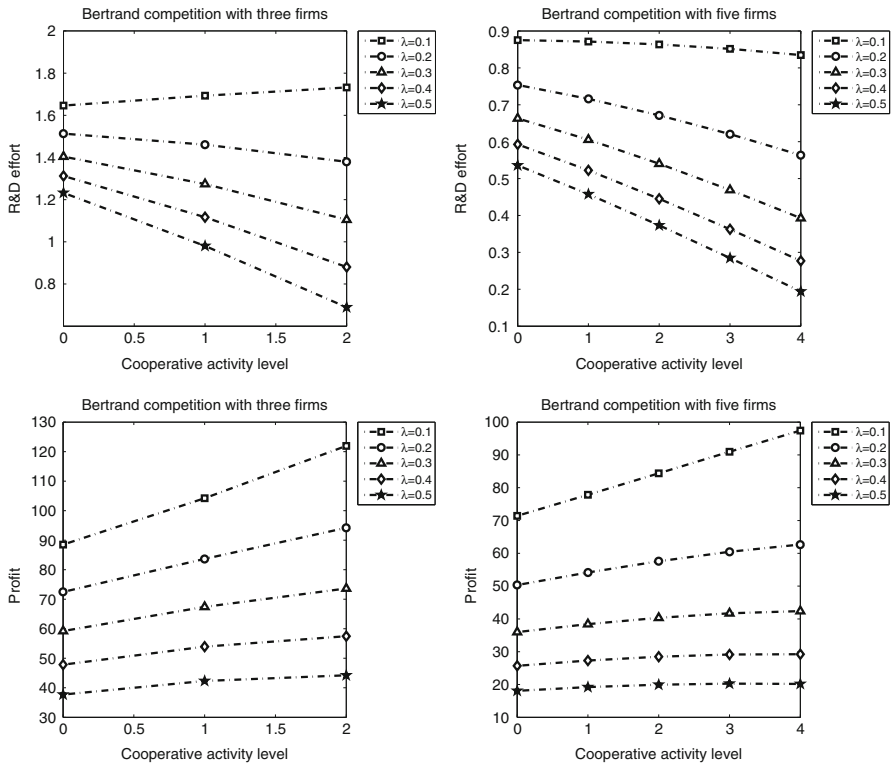 Bertrand competition with three firms
2
1.8
1.6
1.4
1.2
1
0.8
R&D effort
0
0.5
1
1.5
2
Cooperative activity level
λ=0.1
λ=0.2
λ=0.3
λ=0.4
λ=0.5
Bertrand competition with five firms
0.9
0.8
0.7
0.6
0.5
0.4
0.3
0.2
0.1
R&D effort
0
1
2
3
4
Cooperative activity level
λ=0.1
λ=0.2
λ=0.3
λ=0.4
λ=0.5
Bertrand competition with three firms
130
120
110
100
90
80
70
60
50
40
30
Profit
0
0.5
1
1.5
2
Cooperative activity level
λ=0.1
λ=0.2
λ=0.3
λ=0.4
λ=0.5
Bertrand competition with five firms
100
90
80
70
60
50
40
30
20
10
Profit
0
1
2
3
4
Cooperative activity level
λ=0.1
λ=0.2
λ=0.3
λ=0.4
λ=0.5